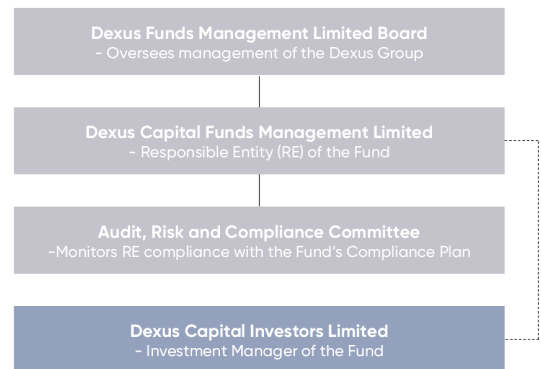 Dexus Funds Management Limited Board
- Oversees management of the Dexus Group
Dexus Capital Funds Management Limited
- Responsible Entity (RE) of the Fund
Audit, Risk and Compliance Committee
-Monitors RE compliance with the Fund's Compliance Plan
Dexus Capital Investors Limited
- Investment Manager of the Fund